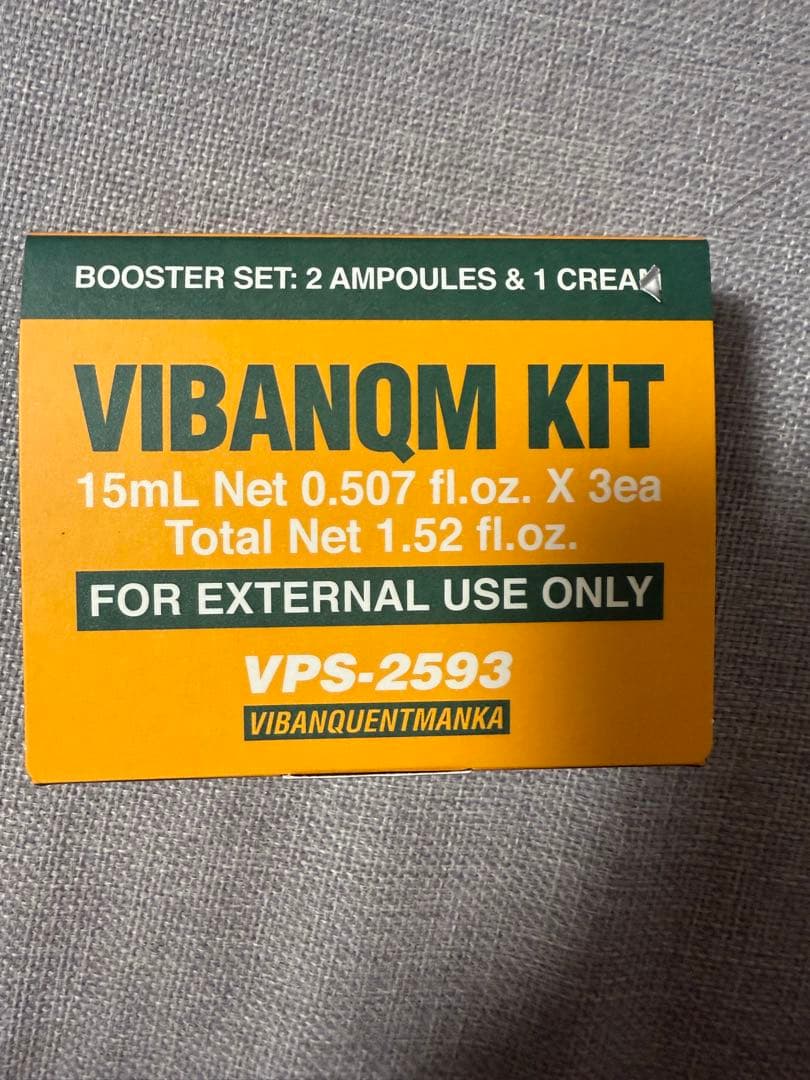 BOOSTER SET: 2 AMPOULES & 1 CREAM
VIBANQM KIT
15mL Net 0.507 fl.oz. X 3ea
Total Net 1.52 fl.oz.
FOR EXTERNAL USE ONLY
VPS-2593
VIBANQUENTMANKA